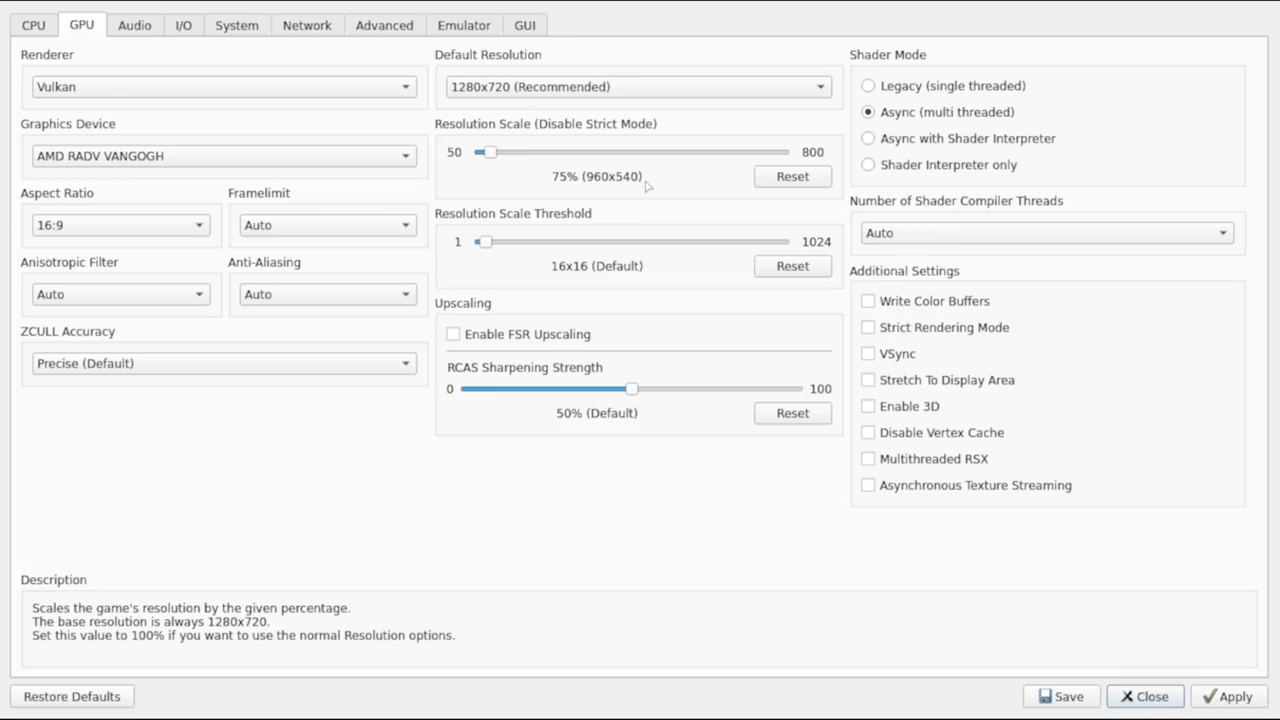 CPU
GPU
Audio
I/O
System
Network
Advanced
Emulator
GUI
Renderer
Vulkan
Graphics Device
AMD RADV VANGOGH
Aspect Ratio
Framelimit
16:9
Auto
Anisotropic Filter
Anti-Aliasing
Auto
Auto
ZCULL Accuracy
Precise (Default)
Default Resolution
1280x720 (Recommended)
Resolution Scale (Disable Strict Mode)
50
800
75% (960x540)
Reset
Resolution Scale Threshold
1
1024
16x16 (Default)
Reset
Upscaling
Enable FSR Upscaling
RCAS Sharpening Strength
0
100
50% (Default)
Reset
Shader Mode
Legacy (single threaded)
Async (multi threaded)
Async with Shader Interpreter
Shader Interpreter only
Number of Shader Compiler Threads
Auto
Additional Settings
Write Color Buffers
Strict Rendering Mode
VSync
Stretch To Display Area
Enable 3D
Disable Vertex Cache
Multithreaded RSX
Asynchronous Texture Streaming
Description
Scales the game's resolution by the given percentage.
The base resolution is always 1280x720.
Set this value to 100% if you want to use the normal Resolution options.
Restore Defaults
Save
Close
Apply